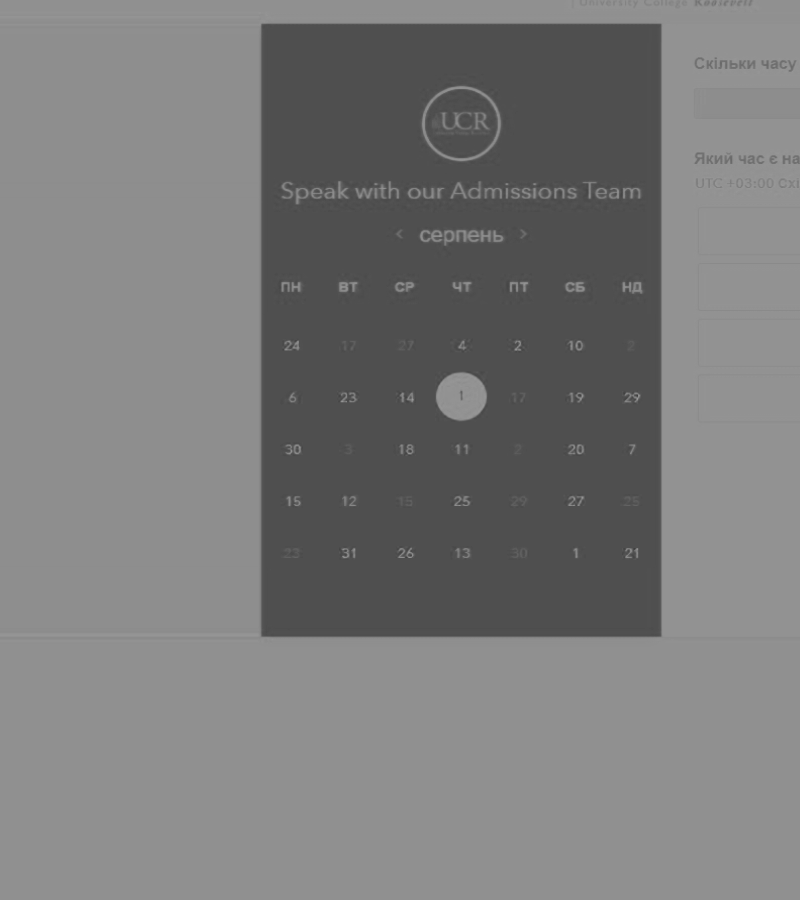 University College
UCR
Speak with our Admissions Team
< серпень >
ПН ВТ СР ЧТ ПТ СБ НД
24 17 27 4 2 10 2
6 23 14 1 17 19 29
30 3 18 11 2 20 7
15 12 15 25 29 27 25
23 31 26 13 30 1 21
Скільки часу
Який час є на
UTC +03:00 Схі